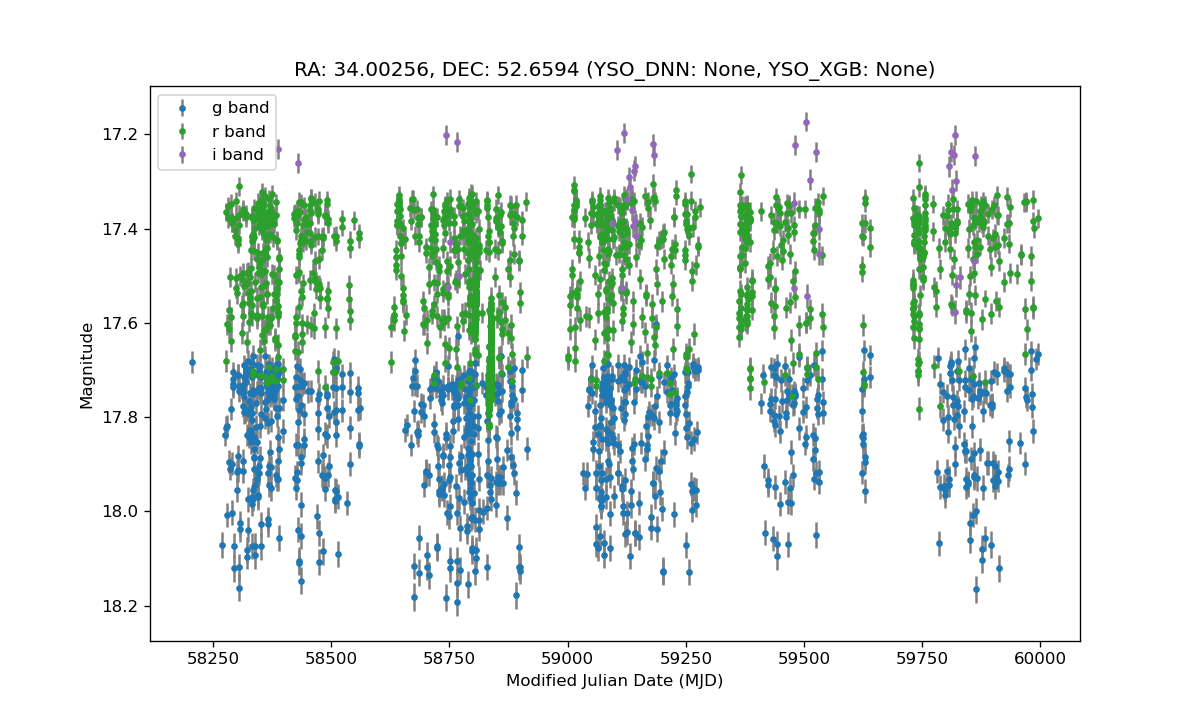 RA: 34.00256, DEC: 52.6594 (YSO_DNN: None, YSO_XGB: None)
g band
r band
i band
17.2
17.4
17.6
17.8
18.0
18.2
Magnitude
58250 58500 58750 59000 59250 59500 59750 60000
Modified Julian Date (MJD)